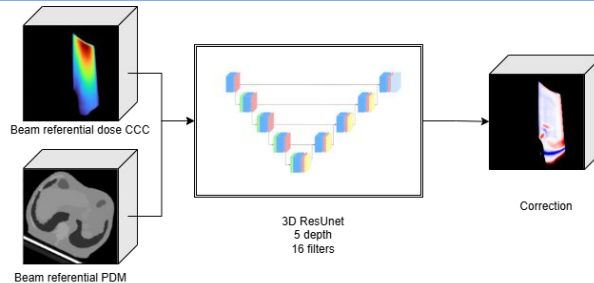 Beam referential dose CCC
Beam referential PDM
3D ResUnet
5 depth
16 filters
Correction